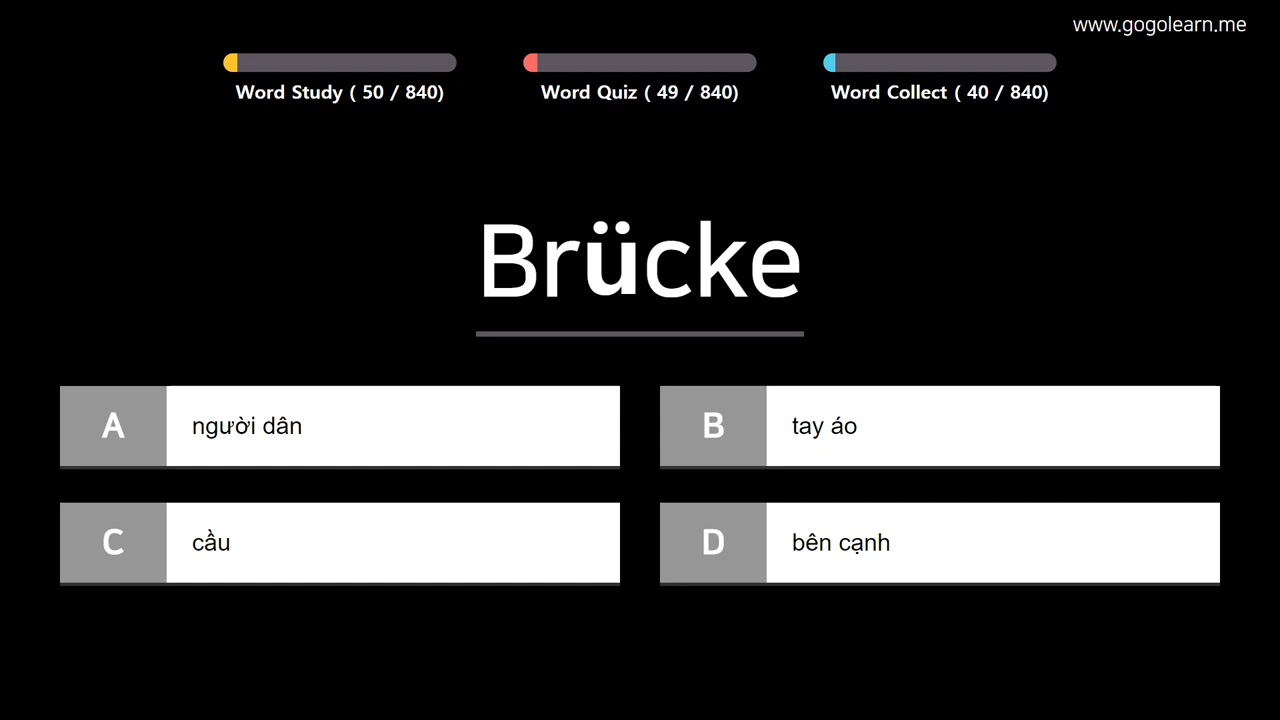 www.gogolearn.me
Word Study ( 50 / 840)
Word Quiz ( 49 / 840)
Word Collect ( 40 / 840)
Brücke
A
người dân
B
tay áo
C
cầu
D
bên cạnh